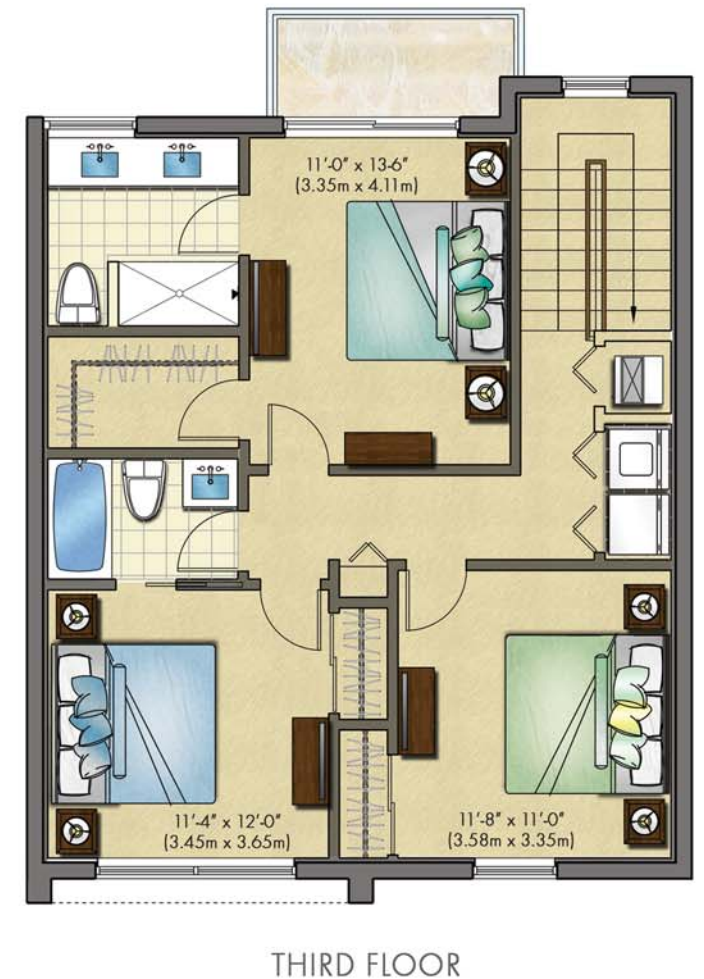 11'-0" x 13-6"
(3.35m x 4.11m)
11'-4" x 12'-0"
(3.45m x 3.65m)
11'-8" x 11'-0"
(3.58m x 3.35m)
THIRD FLOOR